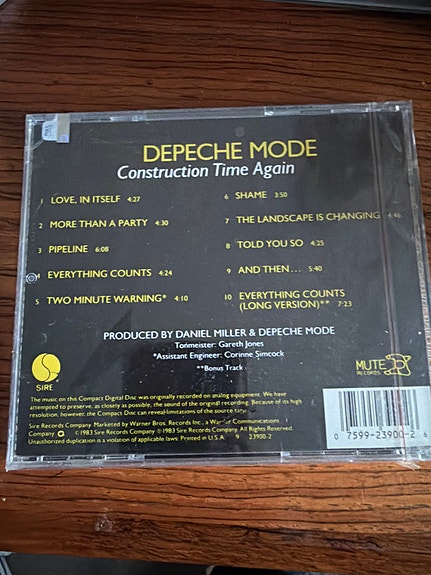 DEPECHE MODE
Construction Time Again
1 LOVE, IN ITSELF 4:27
2 MORE THAN A PARTY 4:30
3 PIPELINE 6:08
4 EVERYTHING COUNTS 4:24
5 TWO MINUTE WARNING* 4:10
6 SHAME 3:50
7 THE LANDSCAPE IS CHANGING 4:46
8 TOLD YOU SO 4:25
9 AND THEN... 5:40
10 EVERYTHING COUNTS
(LONG VERSION)** 7:23
PRODUCED BY DANIEL MILLER & DEPECHE MODE
Tonmeister: Gareth Jones
*Assistant Engineer: Corinne Simcock
**Bonus Track
SIRE
MUTE
RECORDS
The music on this Compact Digital Disc was originally recorded on analog equipment. We have
attempted to preserve, as closely as possible, the sound of the original recording. Because of its high
resolution, however, the Compact Disc can reveal limitations of the source tape.
Sire Records Company Marketed by Warner Bros. Records Inc., a Warner Communications
Company © 1983 Sire Records Company ℗ 1983 Sire Records Company. All Rights Reserved.
Unauthorized duplication is a violation of applicable laws. Printed in U.S.A. 9 23900-2
0 7599-23900-2 6